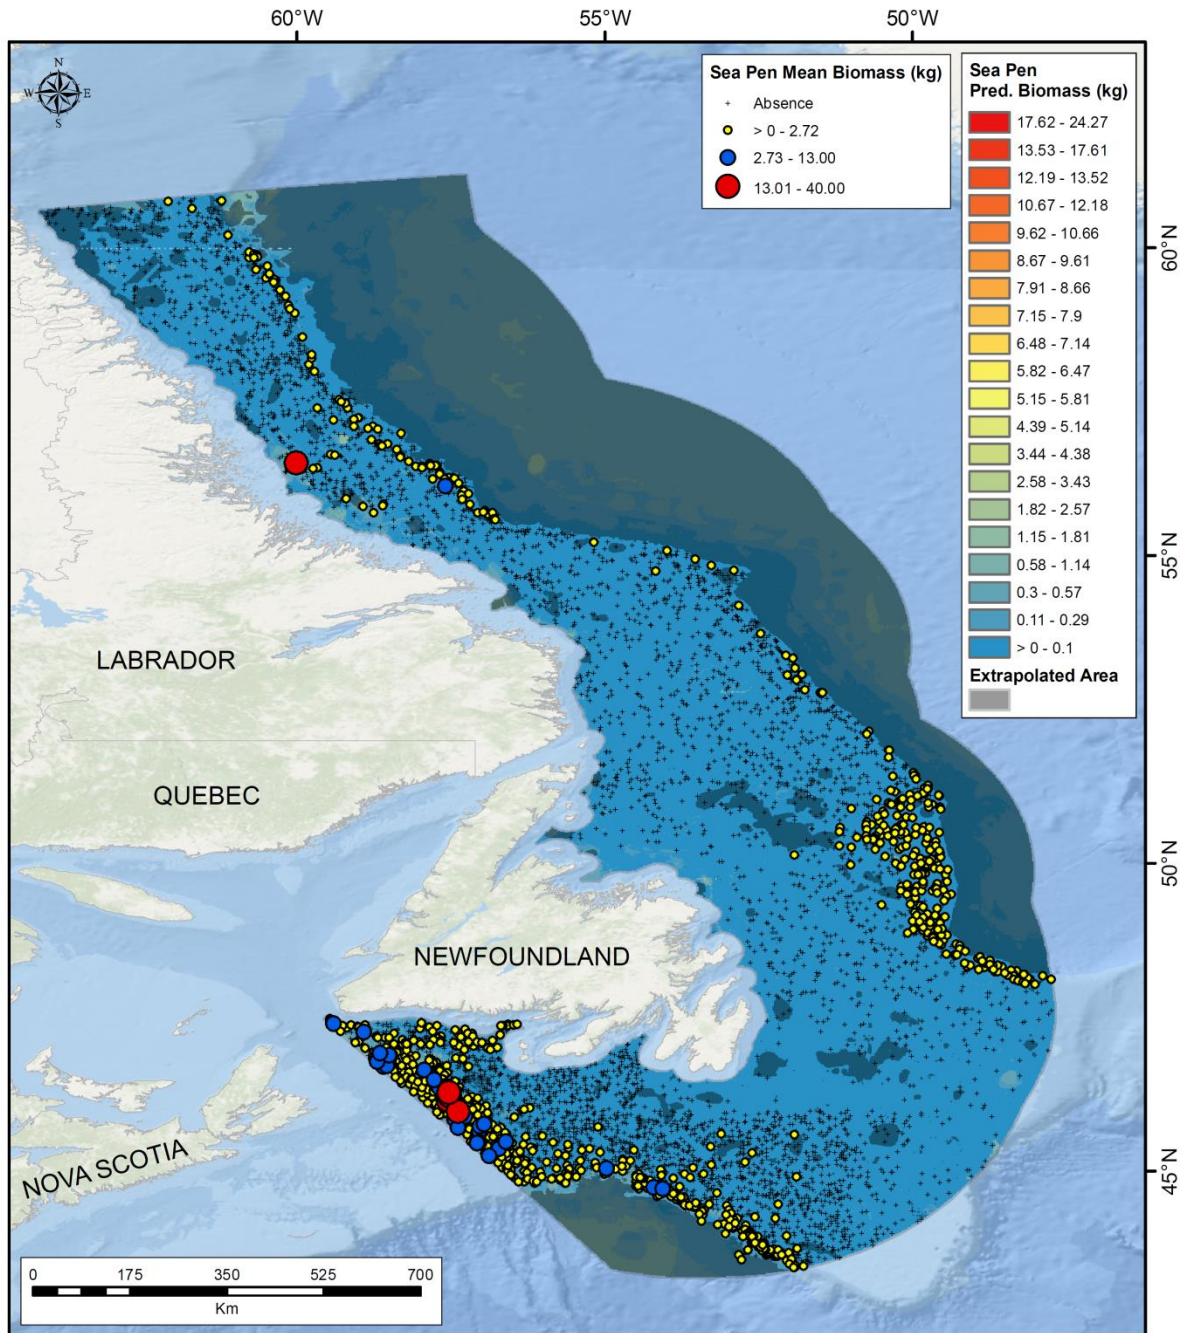 60°W
55°W
50°W
N
W
E
S
Sea Pen Mean Biomass (kg)
Absence
> 0 - 2.72
2.73 - 13.00
13.01 - 40.00
Sea Pen
Pred. Biomass (kg)
17.62 - 24.27
13.53 - 17.61
12.19 - 13.52
10.67 - 12.18
9.62 - 10.66
8.67 - 9.61
7.91 - 8.66
7.15 - 7.9
6.48 - 7.14
5.82 - 6.47
5.15 - 5.81
4.39 - 5.14
3.44 - 4.38
2.58 - 3.43
1.82 - 2.57
1.15 - 1.81
0.58 - 1.14
0.3 - 0.57
0.11 - 0.29
> 0 - 0.1
Extrapolated Area
60°N
55°N
50°N
45°N
LABRADOR
QUEBEC
NEWFOUNDLAND
NOVA SCOTIA
0 175 350 525 700
Km